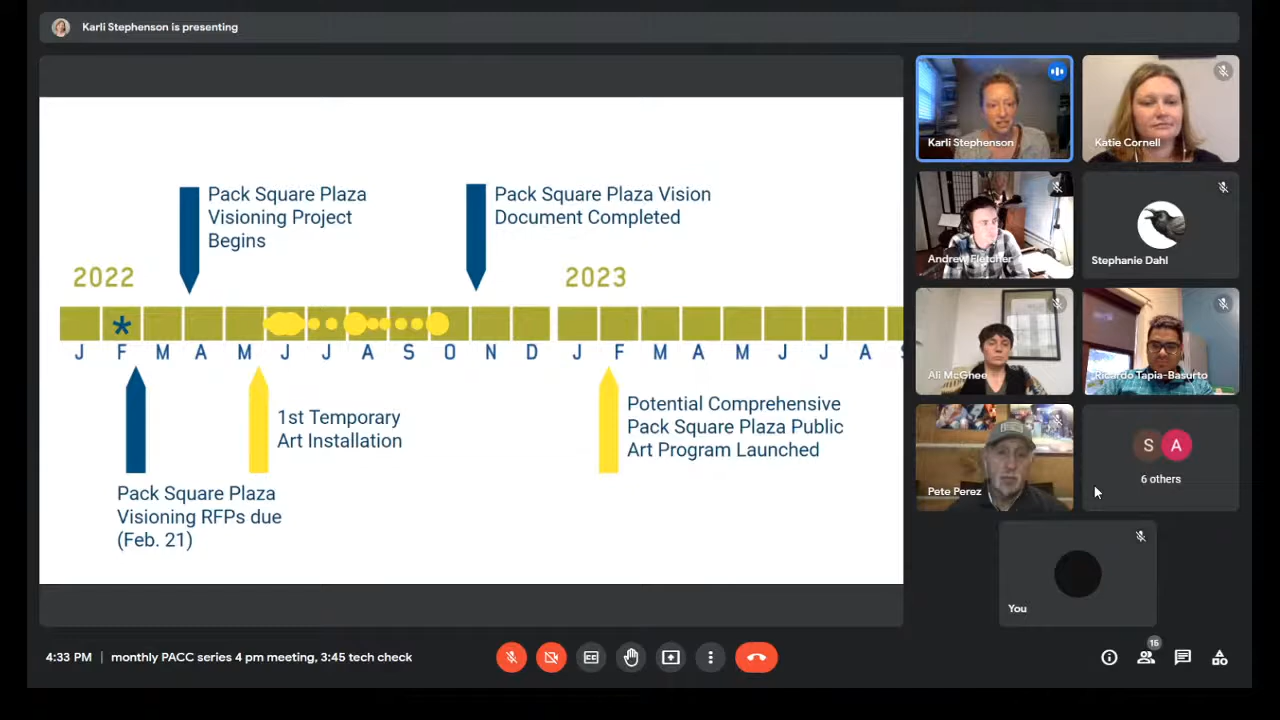 Karli Stephenson is presenting
Pack Square Plaza
Visioning Project
Begins
Pack Square Plaza Vision
Document Completed
2022
2023
*
J F M A M J J A S O N D J F M A M J J A
1st Temporary
Art Installation
Potential Comprehensive
Pack Square Plaza Public
Art Program Launched
Pack Square Plaza
Visioning RFPs due
(Feb. 21)
Karli Stephenson
Katie Cornell
Andrew Fletcher
Stephanie Dahl
Ali McGhee
Ricardo Tapia-Basurto
Pete Perez
S A
6 others
You
4:33 PM | monthly PACC series 4 pm meeting, 3:45 tech check
CC
15